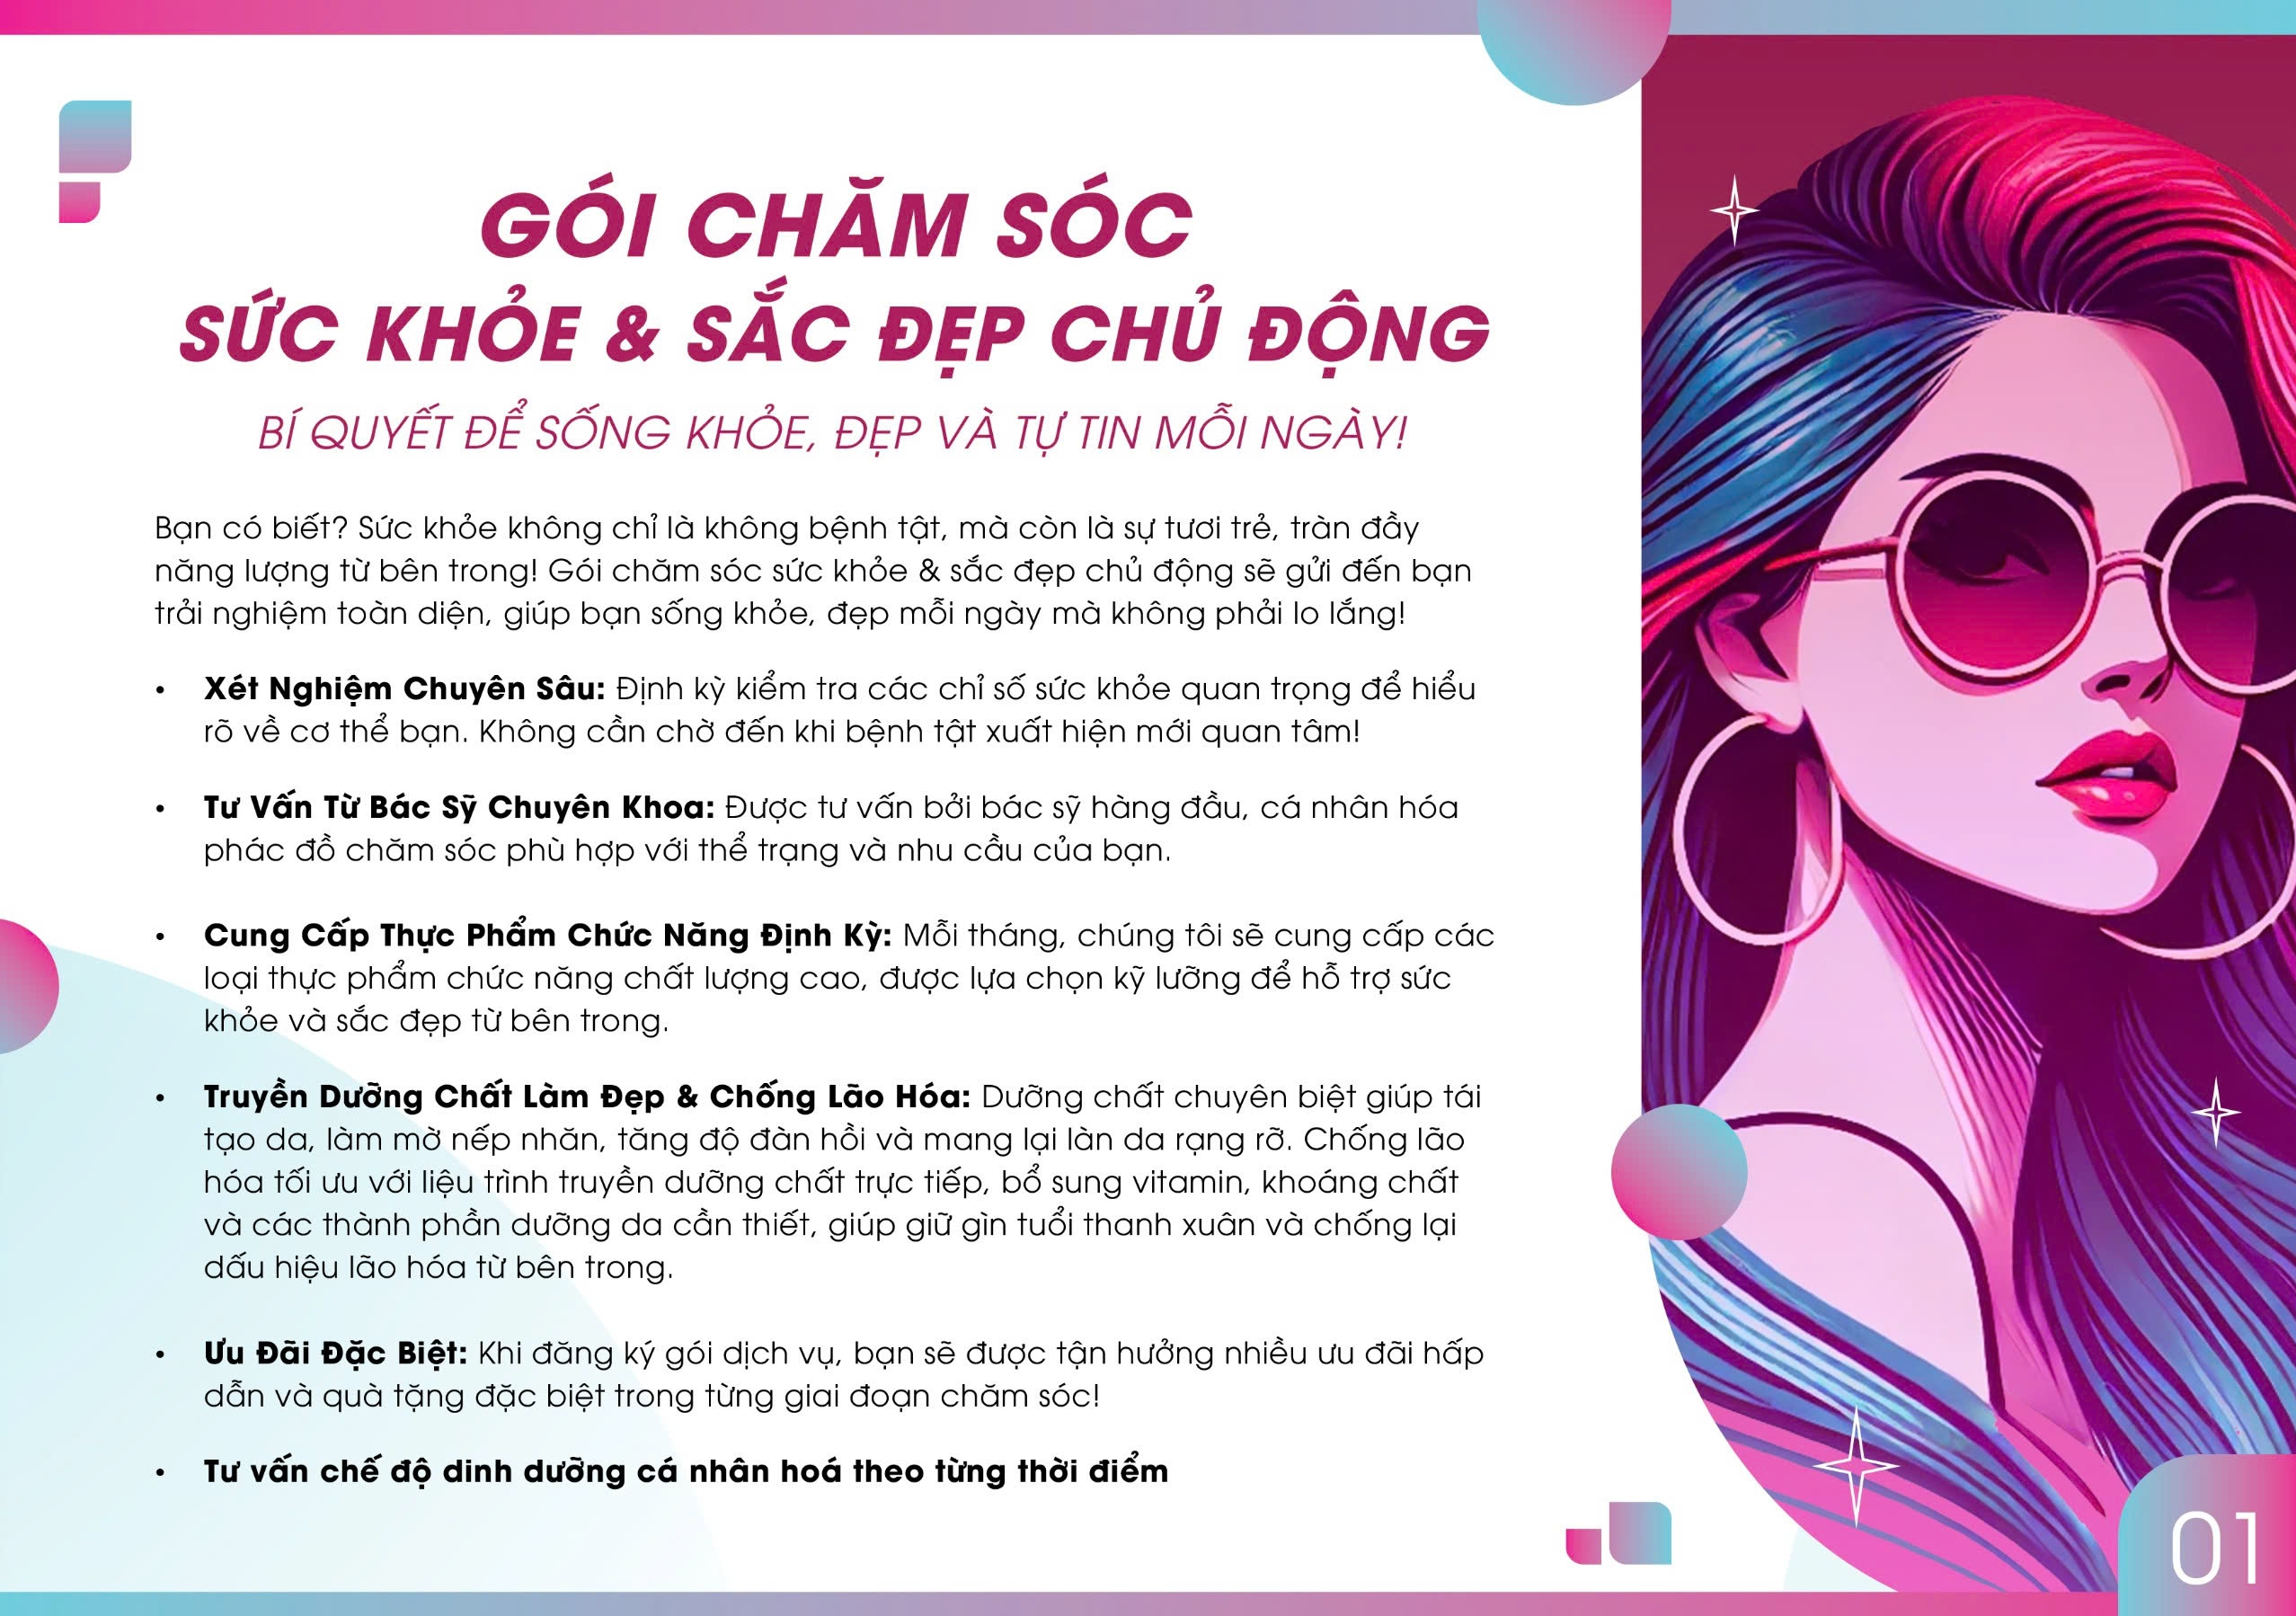 GÓI CHĂM SÓC
SỨC KHỎE & SẮC ĐẸP CHỦ ĐỘNG
BÍ QUYẾT ĐỂ SỐNG KHỎE, ĐẸP VÀ TỰ TIN MỖI NGÀY!
Bạn có biết? Sức khỏe không chỉ là không bệnh tật, mà còn là sự tươi trẻ, tràn đầy
năng lượng từ bên trong! Gói chăm sóc sức khỏe & sắc đẹp chủ động sẽ gửi đến bạn
trải nghiệm toàn diện, giúp bạn sống khỏe, đẹp mỗi ngày mà không phải lo lắng!
• Xét Nghiệm Chuyên Sâu: Định kỳ kiểm tra các chỉ số sức khỏe quan trọng để hiểu
rõ về cơ thể bạn. Không cần chờ đến khi bệnh tật xuất hiện mới quan tâm!
• Tư Vấn Từ Bác Sỹ Chuyên Khoa: Được tư vấn bởi bác sỹ hàng đầu, cá nhân hóa
phác đồ chăm sóc phù hợp với thể trạng và nhu cầu của bạn.
• Cung Cấp Thực Phẩm Chức Năng Định Kỳ: Mỗi tháng, chúng tôi sẽ cung cấp các
loại thực phẩm chức năng chất lượng cao, được lựa chọn kỹ lưỡng để hỗ trợ sức
khỏe và sắc đẹp từ bên trong.
• Truyền Dưỡng Chất Làm Đẹp & Chống Lão Hóa: Dưỡng chất chuyên biệt giúp tái
tạo da, làm mờ nếp nhăn, tăng độ đàn hồi và mang lại làn da rạng rỡ. Chống lão
hóa tối ưu với liệu trình truyền dưỡng chất trực tiếp, bổ sung vitamin, khoáng chất
và các thành phần dưỡng da cần thiết, giúp giữ gìn tuổi thanh xuân và chống lại
dấu hiệu lão hóa từ bên trong.
• Ưu Đãi Đặc Biệt: Khi đăng ký gói dịch vụ, bạn sẽ được tận hưởng nhiều ưu đãi hấp
dẫn và quà tặng đặc biệt trong từng giai đoạn chăm sóc!
• Tư vấn chế độ dinh dưỡng cá nhân hoá theo từng thời điểm
01